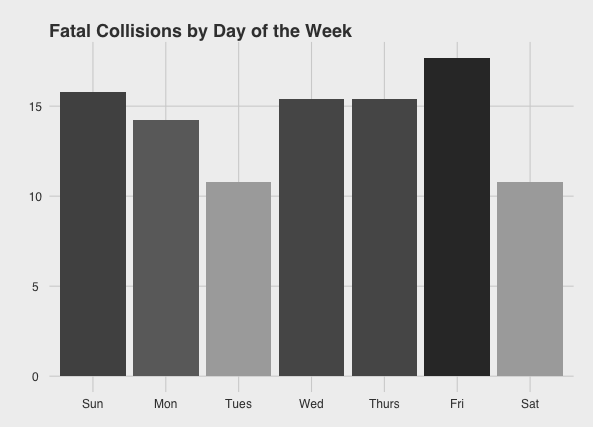 Fatal Collisions by Day of the Week
15
10
5
0
Sun Mon Tues Wed Thurs Fri Sat